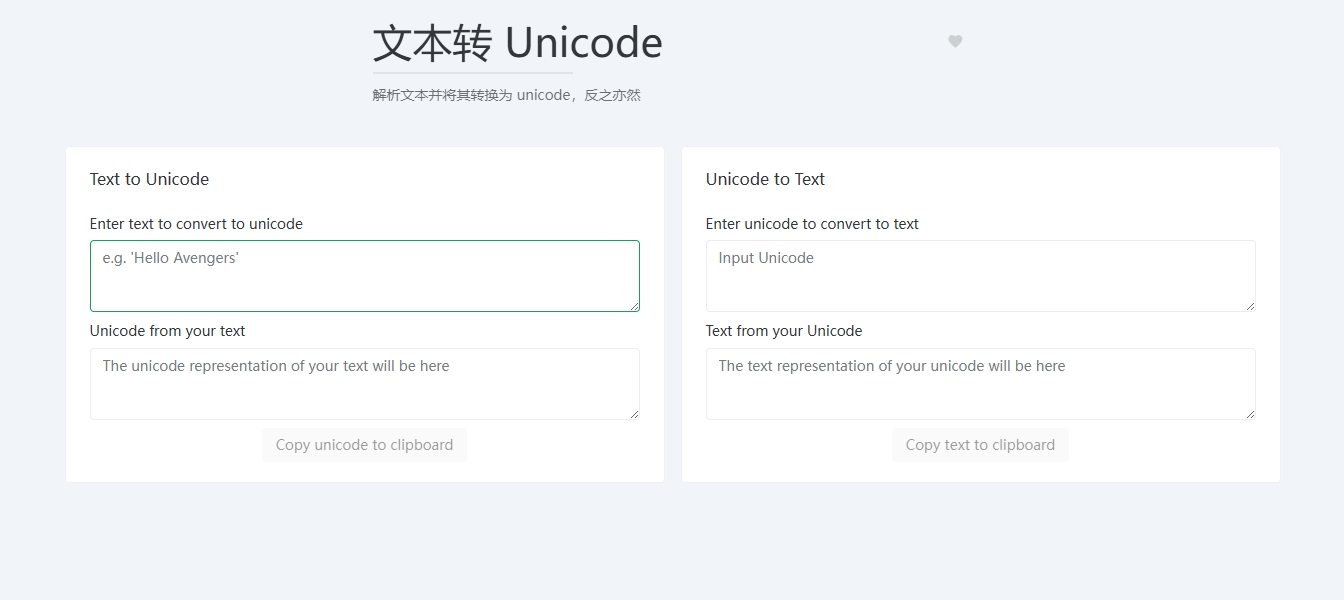 文本转 Unicode
解析文本并将其转换为 unicode，反之亦然
Text to Unicode
Enter text to convert to unicode
e.g. 'Hello Avengers'
Unicode from your text
The unicode representation of your text will be here
Copy unicode to clipboard
Unicode to Text
Enter unicode to convert to text
Input Unicode
Text from your Unicode
The text representation of your unicode will be here
Copy text to clipboard